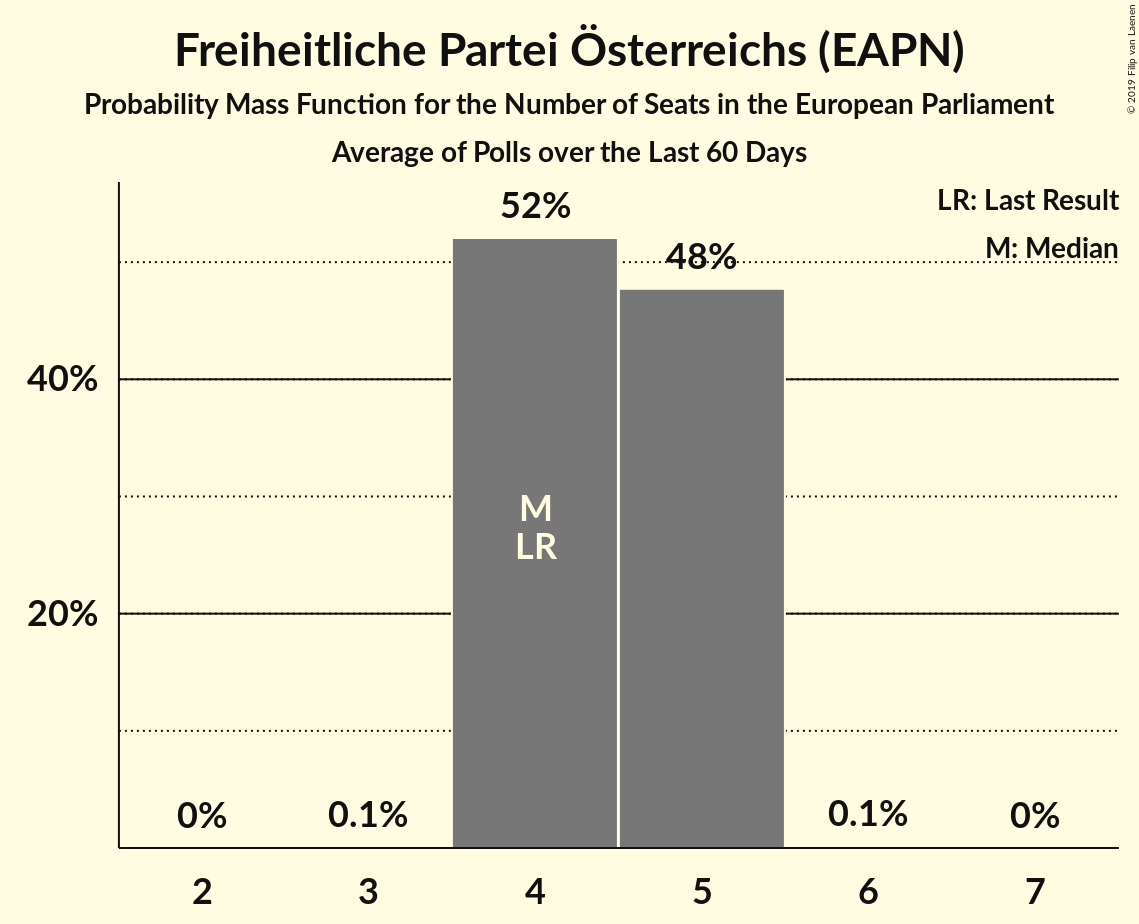 Freiheitliche Partei Österreichs (EAPN)
Probability Mass Function for the Number of Seats in the European Parliament
Average of Polls over the Last 60 Days
© 2019 Filip van Laenen
LR: Last Result
M: Median
52%
48%
40%
20%
M
LR
0%
0.1%
0.1%
0%
2
3
4
5
6
7